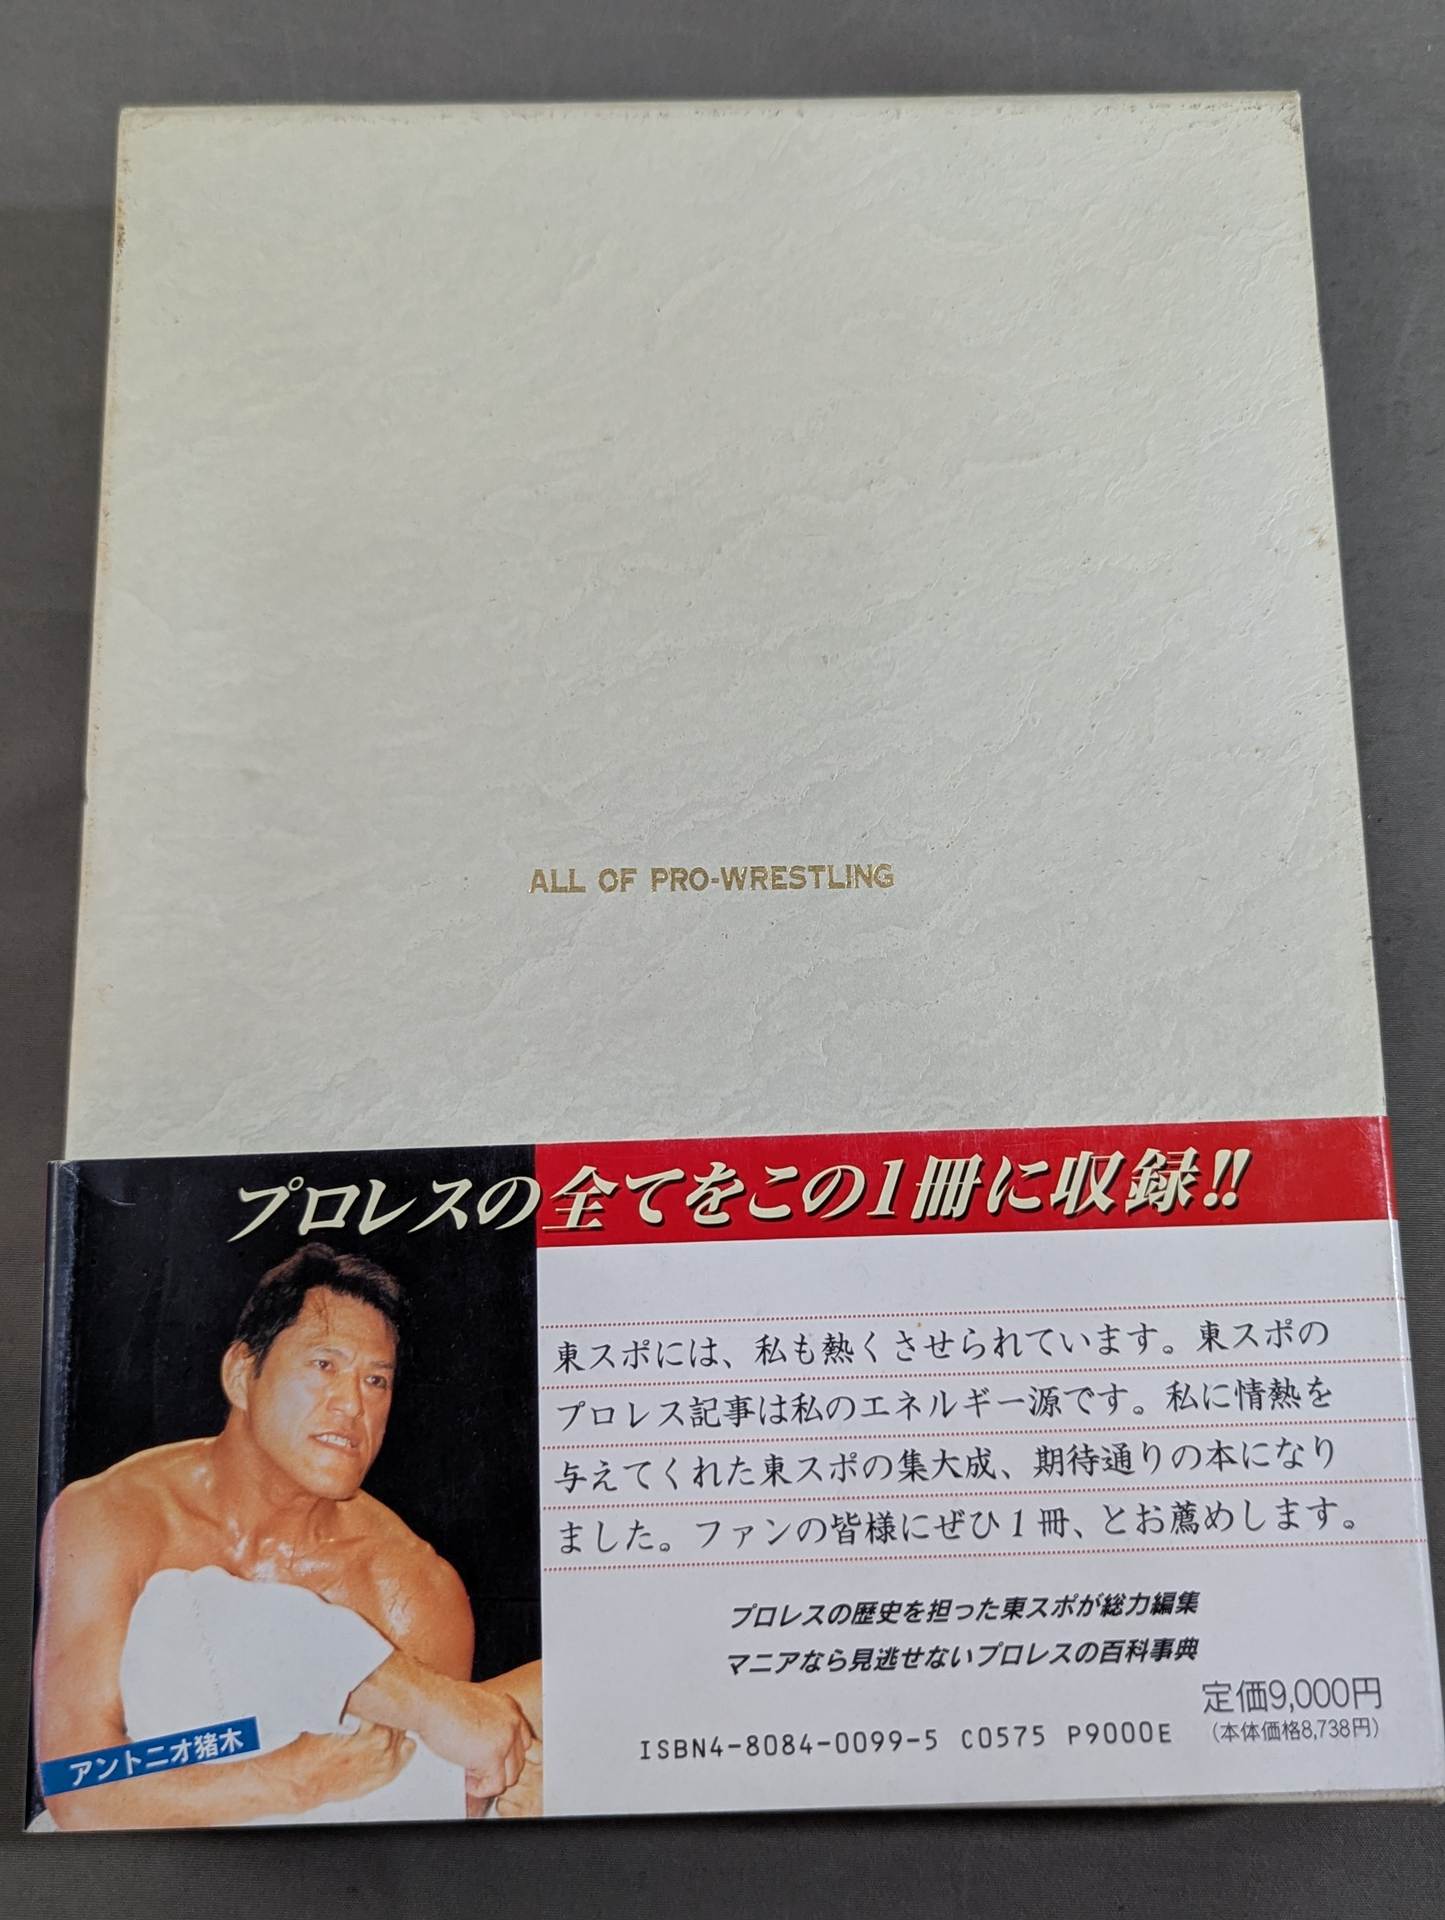 ALL OF PRO-WRESTLING
プロレスの全てをこの1冊に収録!!
東スポには、私も熱くさせられています。東スポの
プロレス記事は私のエネルギー源です。私に情熱を
与えてくれた東スポの集大成、期待通りの本になり
ました。ファンの皆様にぜひ1冊、とお薦めします。
プロレスの歴史を担った東スポが総力編集
マニアなら見逃せないプロレスの百科事典
定価9,000円
(本体価格8,738円)
ISBN4-8084-0099-5 C0575 P9000E
アントニオ猪木